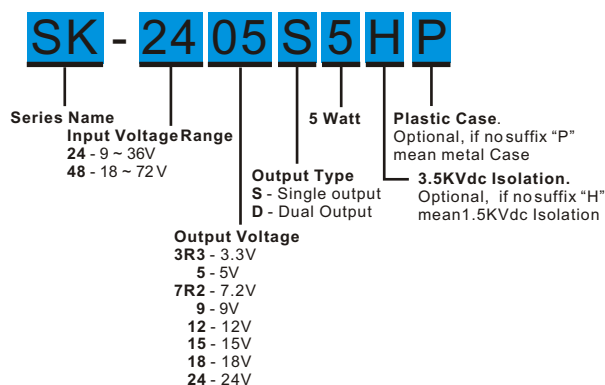 SK - 24 05 S 5 H P
Series Name
Input Voltage Range
24 - 9 ~ 36V
48 - 18 ~ 72V
5 Watt
Plastic Case.
Optional, if no suffix “P”
mean metal Case
Output Type
S - Single output
D - Dual Output
3.5KVdc Isolation.
Optional, if no suffix “H”
mean1.5KVdc Isolation
Output Voltage
3R3 - 3.3V
5 - 5V
7R2 - 7.2V
9 - 9V
12 - 12V
15 - 15V
18 - 18V
24 - 24V